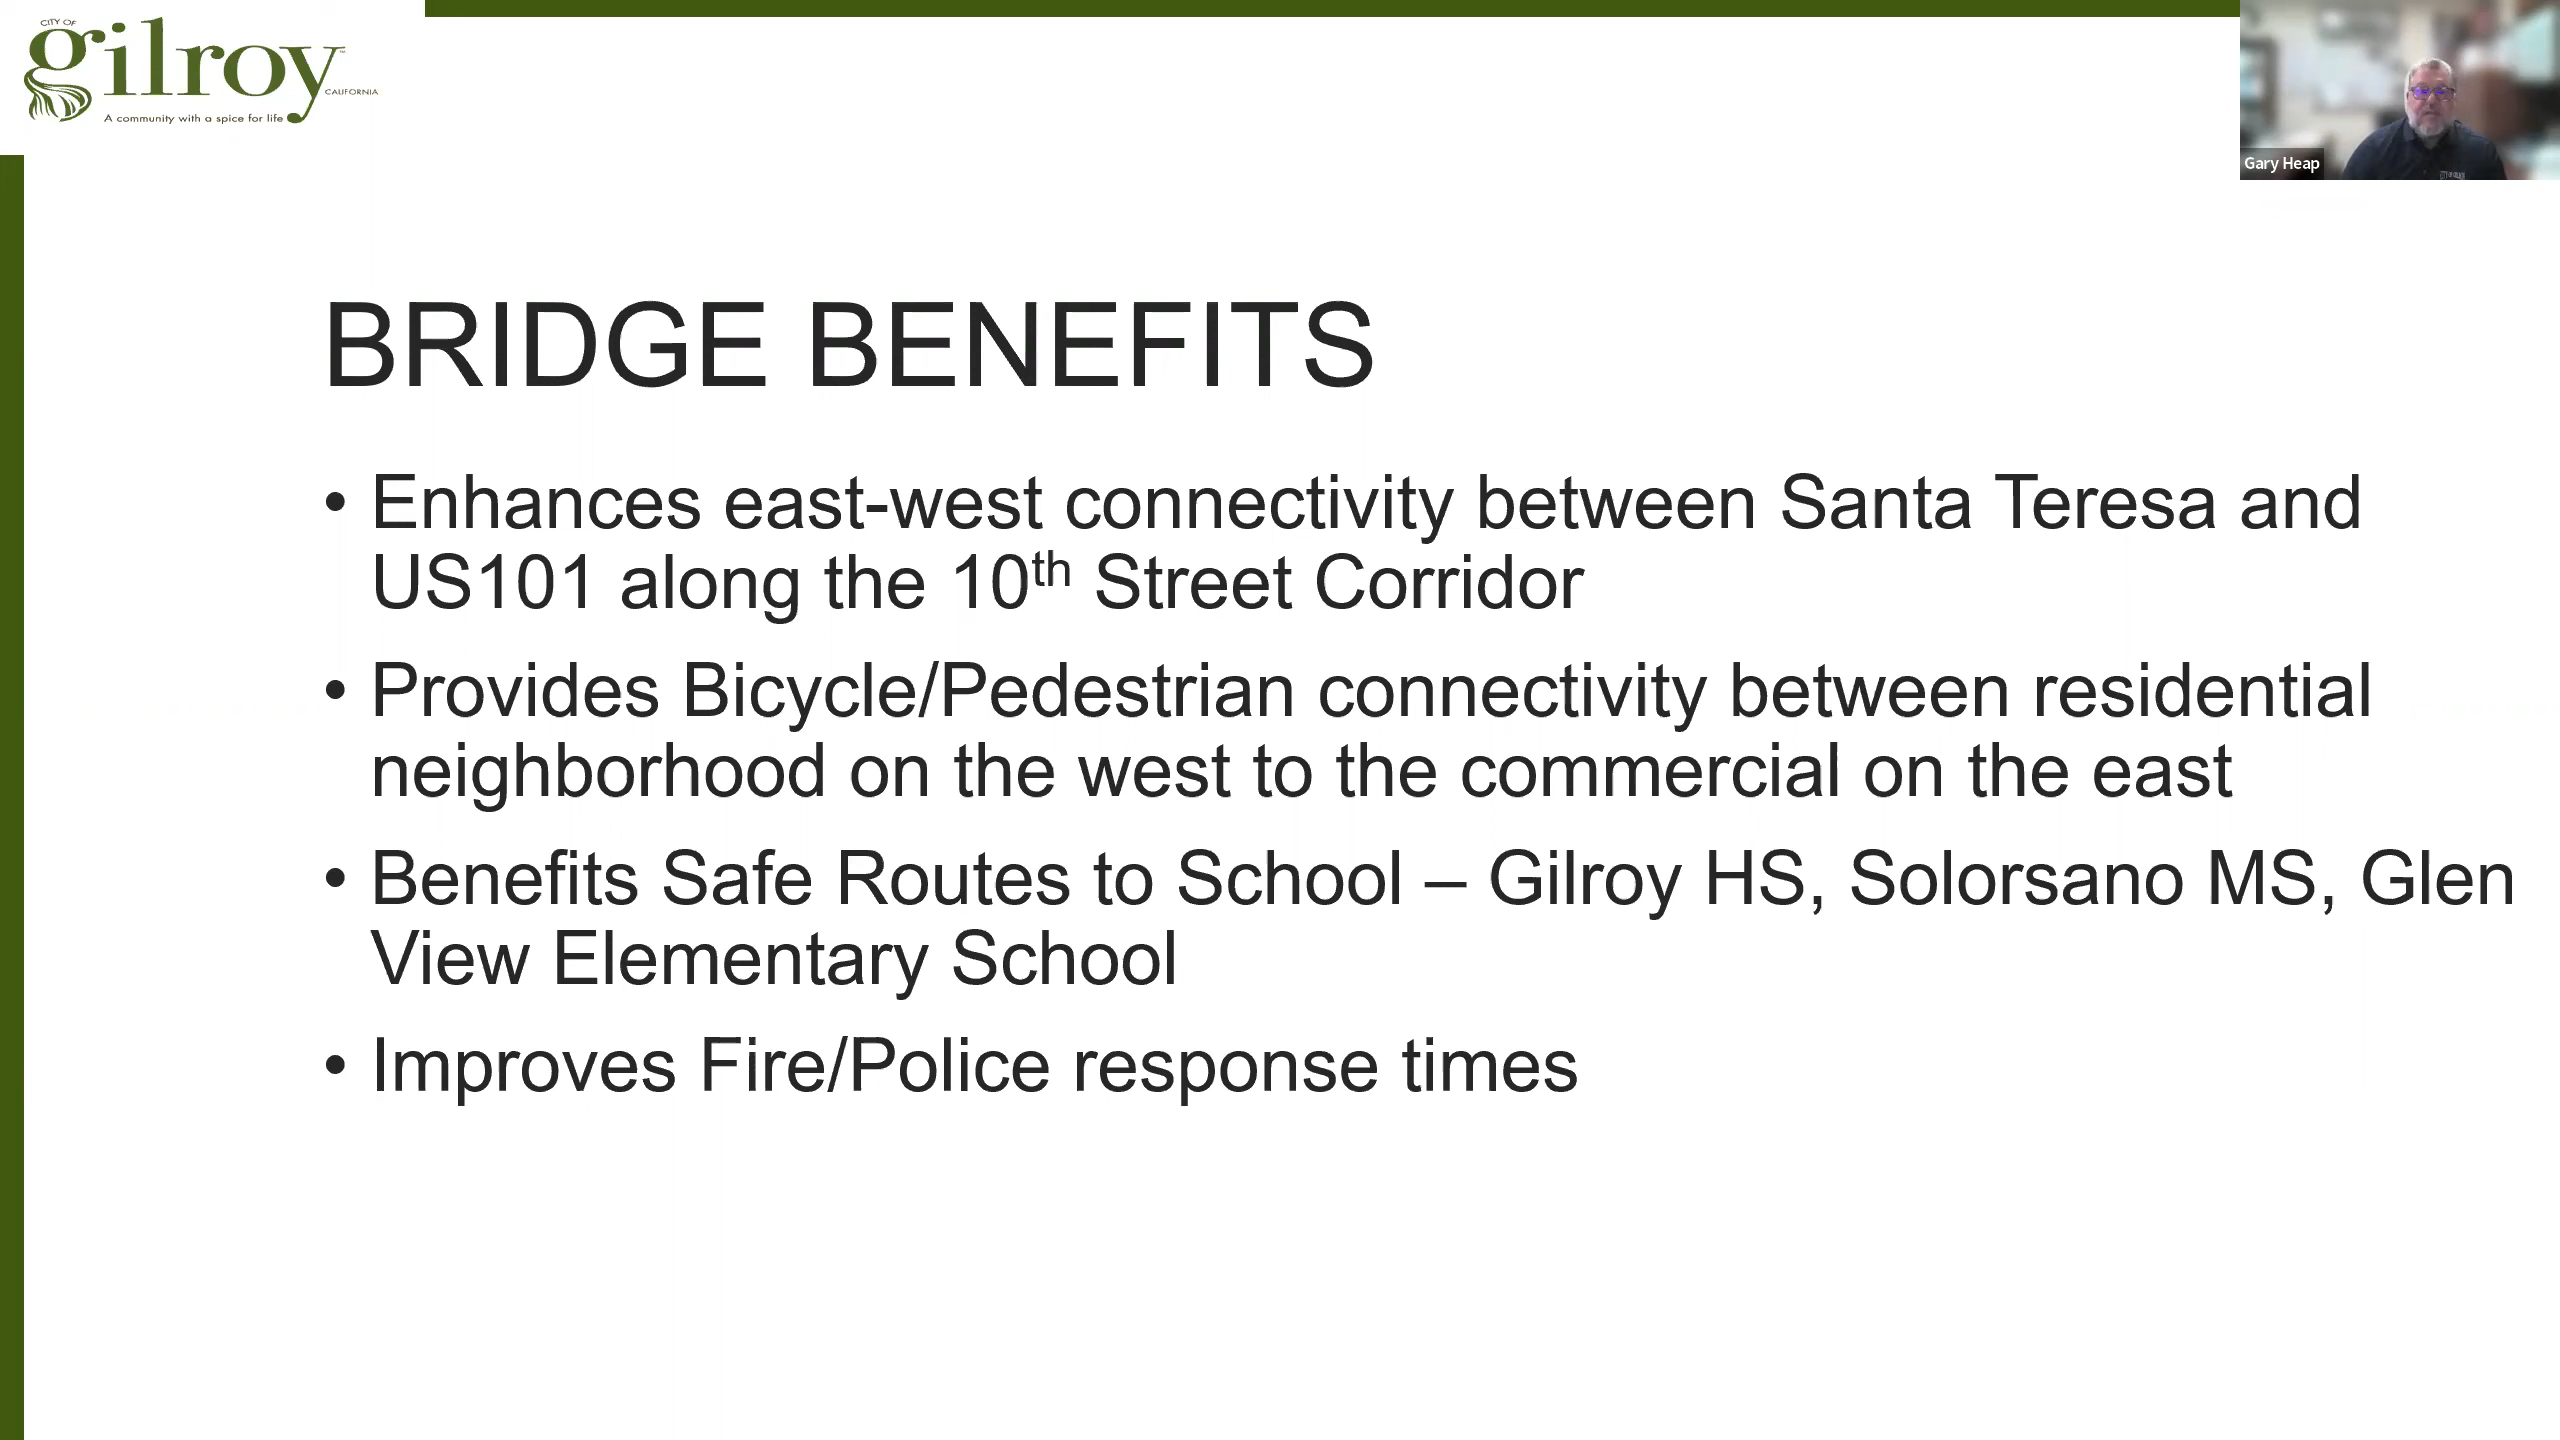 CITY OF
gilroy
CALIFORNIA
A community with a spice for life
Gary Heap
BRIDGE BENEFITS
• Enhances east-west connectivity between Santa Teresa and
US101 along the 10th Street Corridor
• Provides Bicycle/Pedestrian connectivity between residential
neighborhood on the west to the commercial on the east
• Benefits Safe Routes to School – Gilroy HS, Solorsano MS, Glen
View Elementary School
• Improves Fire/Police response times